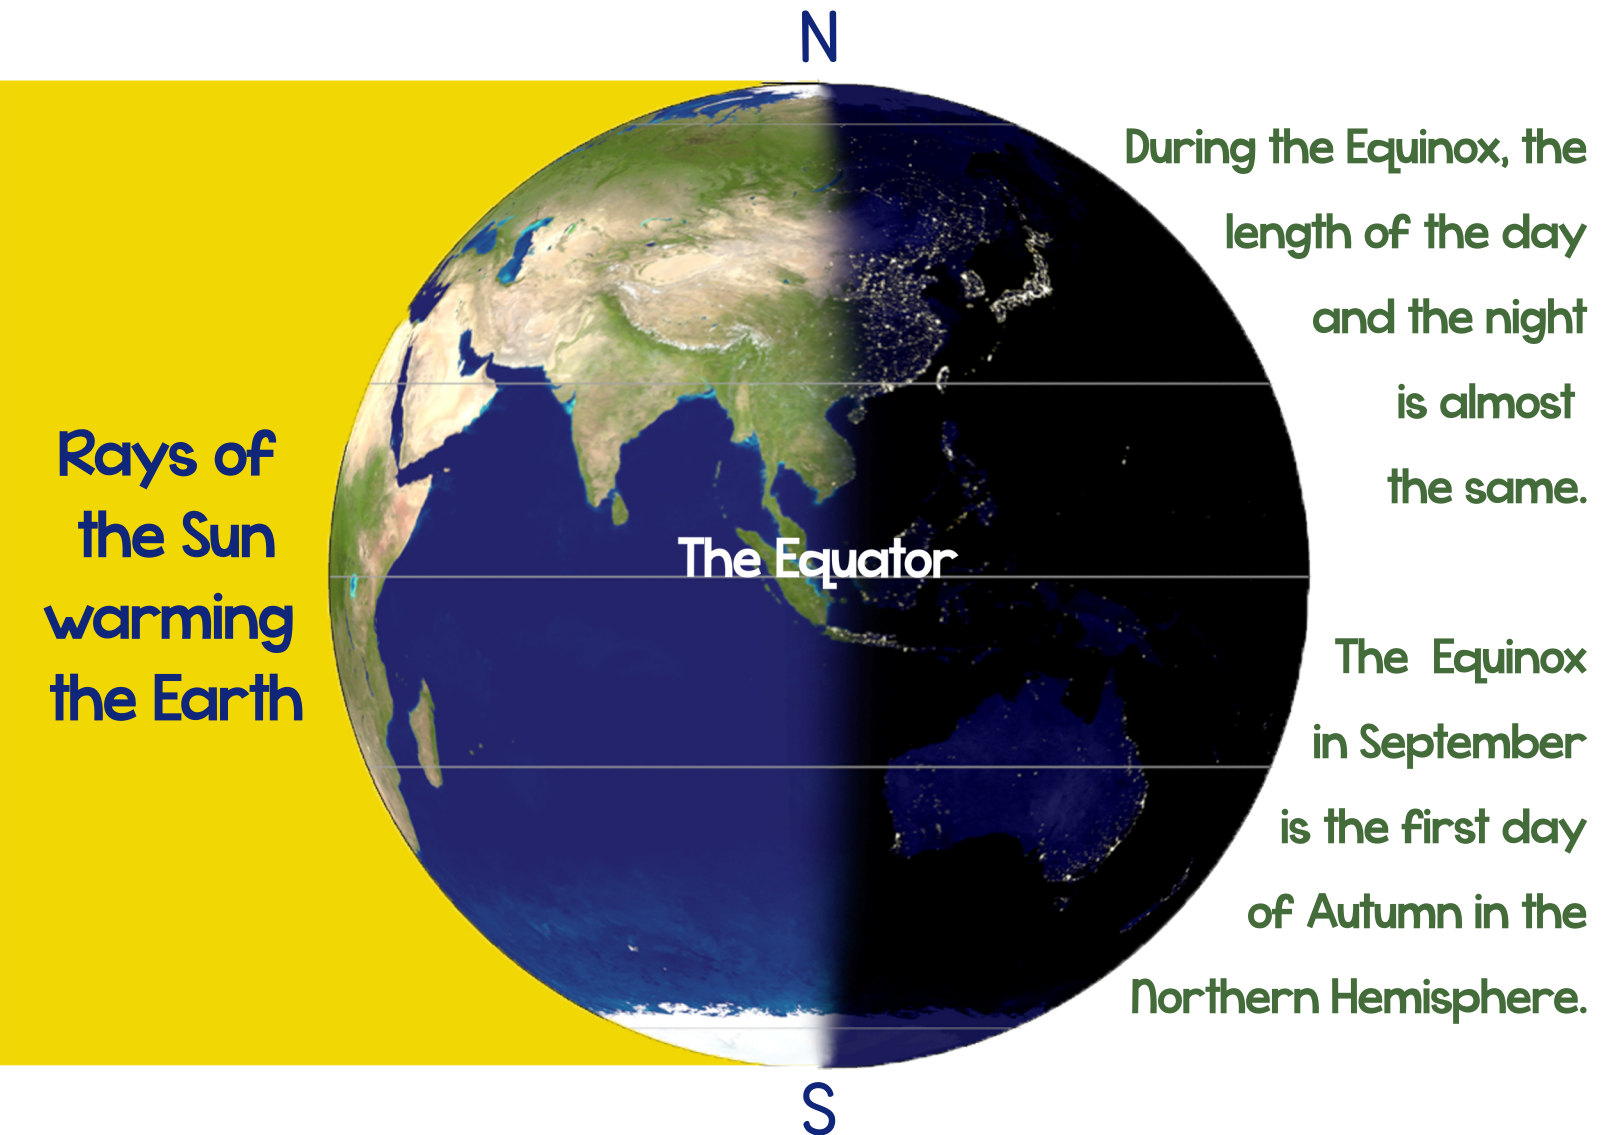 N
Rays of
the Sun
warming
the Earth
The Equator
During the Equinox, the
length of the day
and the night
is almost
the same.
The Equinox
in September
is the first day
of Autumn in the
Northern Hemisphere.
S